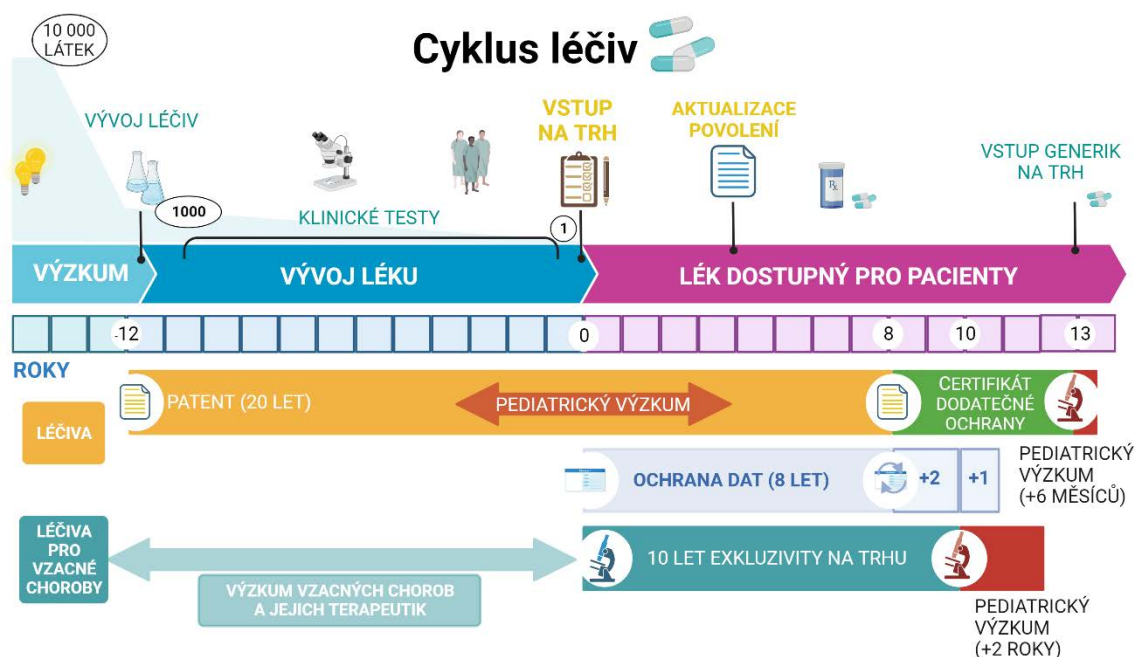 10 000
LÁTEK
Cyklus léčiv
VÝVOJ LÉČIV
VSTUP
NA TRH
AKTUALIZACE
POVOLENÍ
VSTUP GENERIK
NA TRH
1000
KLINICKÉ TESTY
1
VÝZKUM
VÝVOJ LÉKU
LÉK DOSTUPNÝ PRO PACIENTY
-12
0
8
10
13
ROKY
LÉČIVA
PATENT (20 LET)
PEDIATRICKÝ VÝZKUM
CERTIFIKÁT
DODATEČNÉ
OCHRANY
OCHRANA DAT (8 LET)
+2
+1
PEDIATRICKÝ
VÝZKUM
(+6 MĚSÍCŮ)
LÉČIVA
PRO
VZACNÉ
CHOROBY
10 LET EXKLUZIVITY NA TRHU
VÝZKUM VZACNÝCH CHOROB
A JEJICH TERAPEUTIK
PEDIATRICKÝ
VÝZKUM
(+2 ROKY)